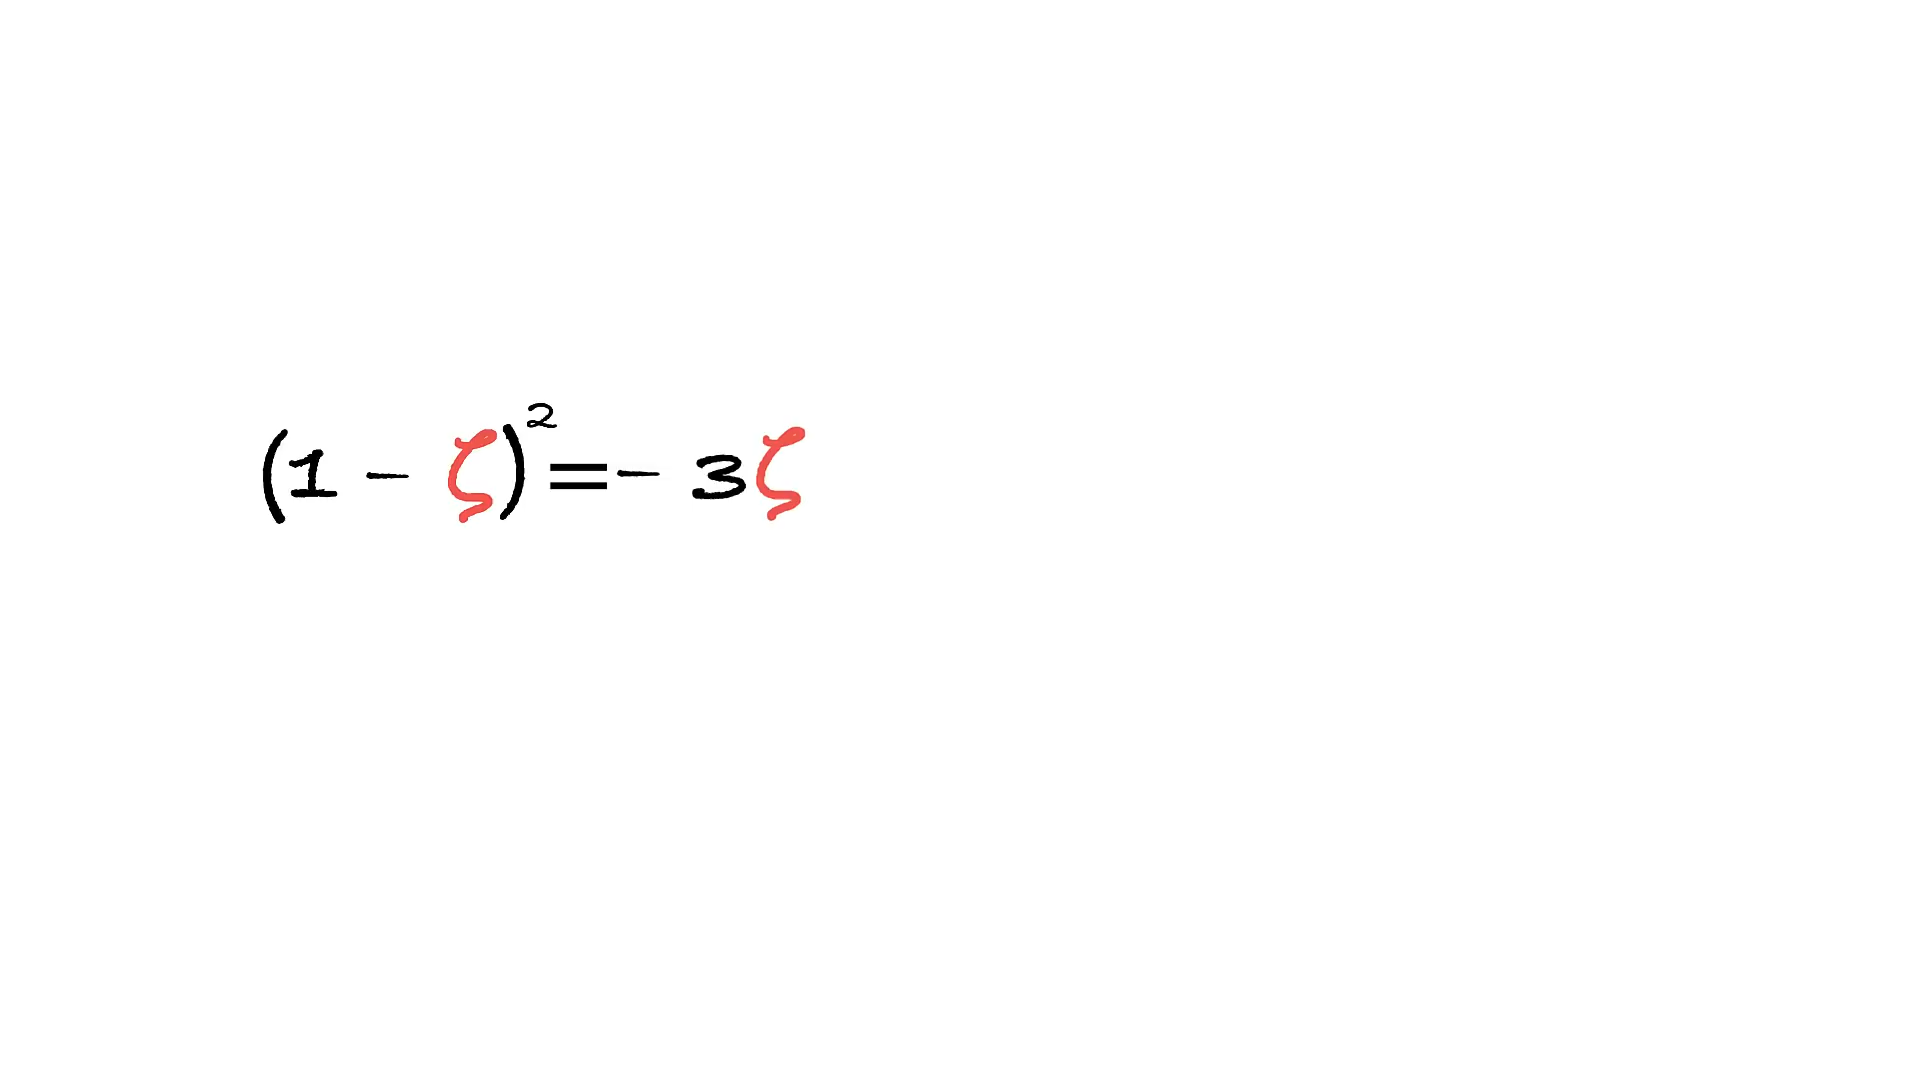 (1 - ζ)² = - 3ζ